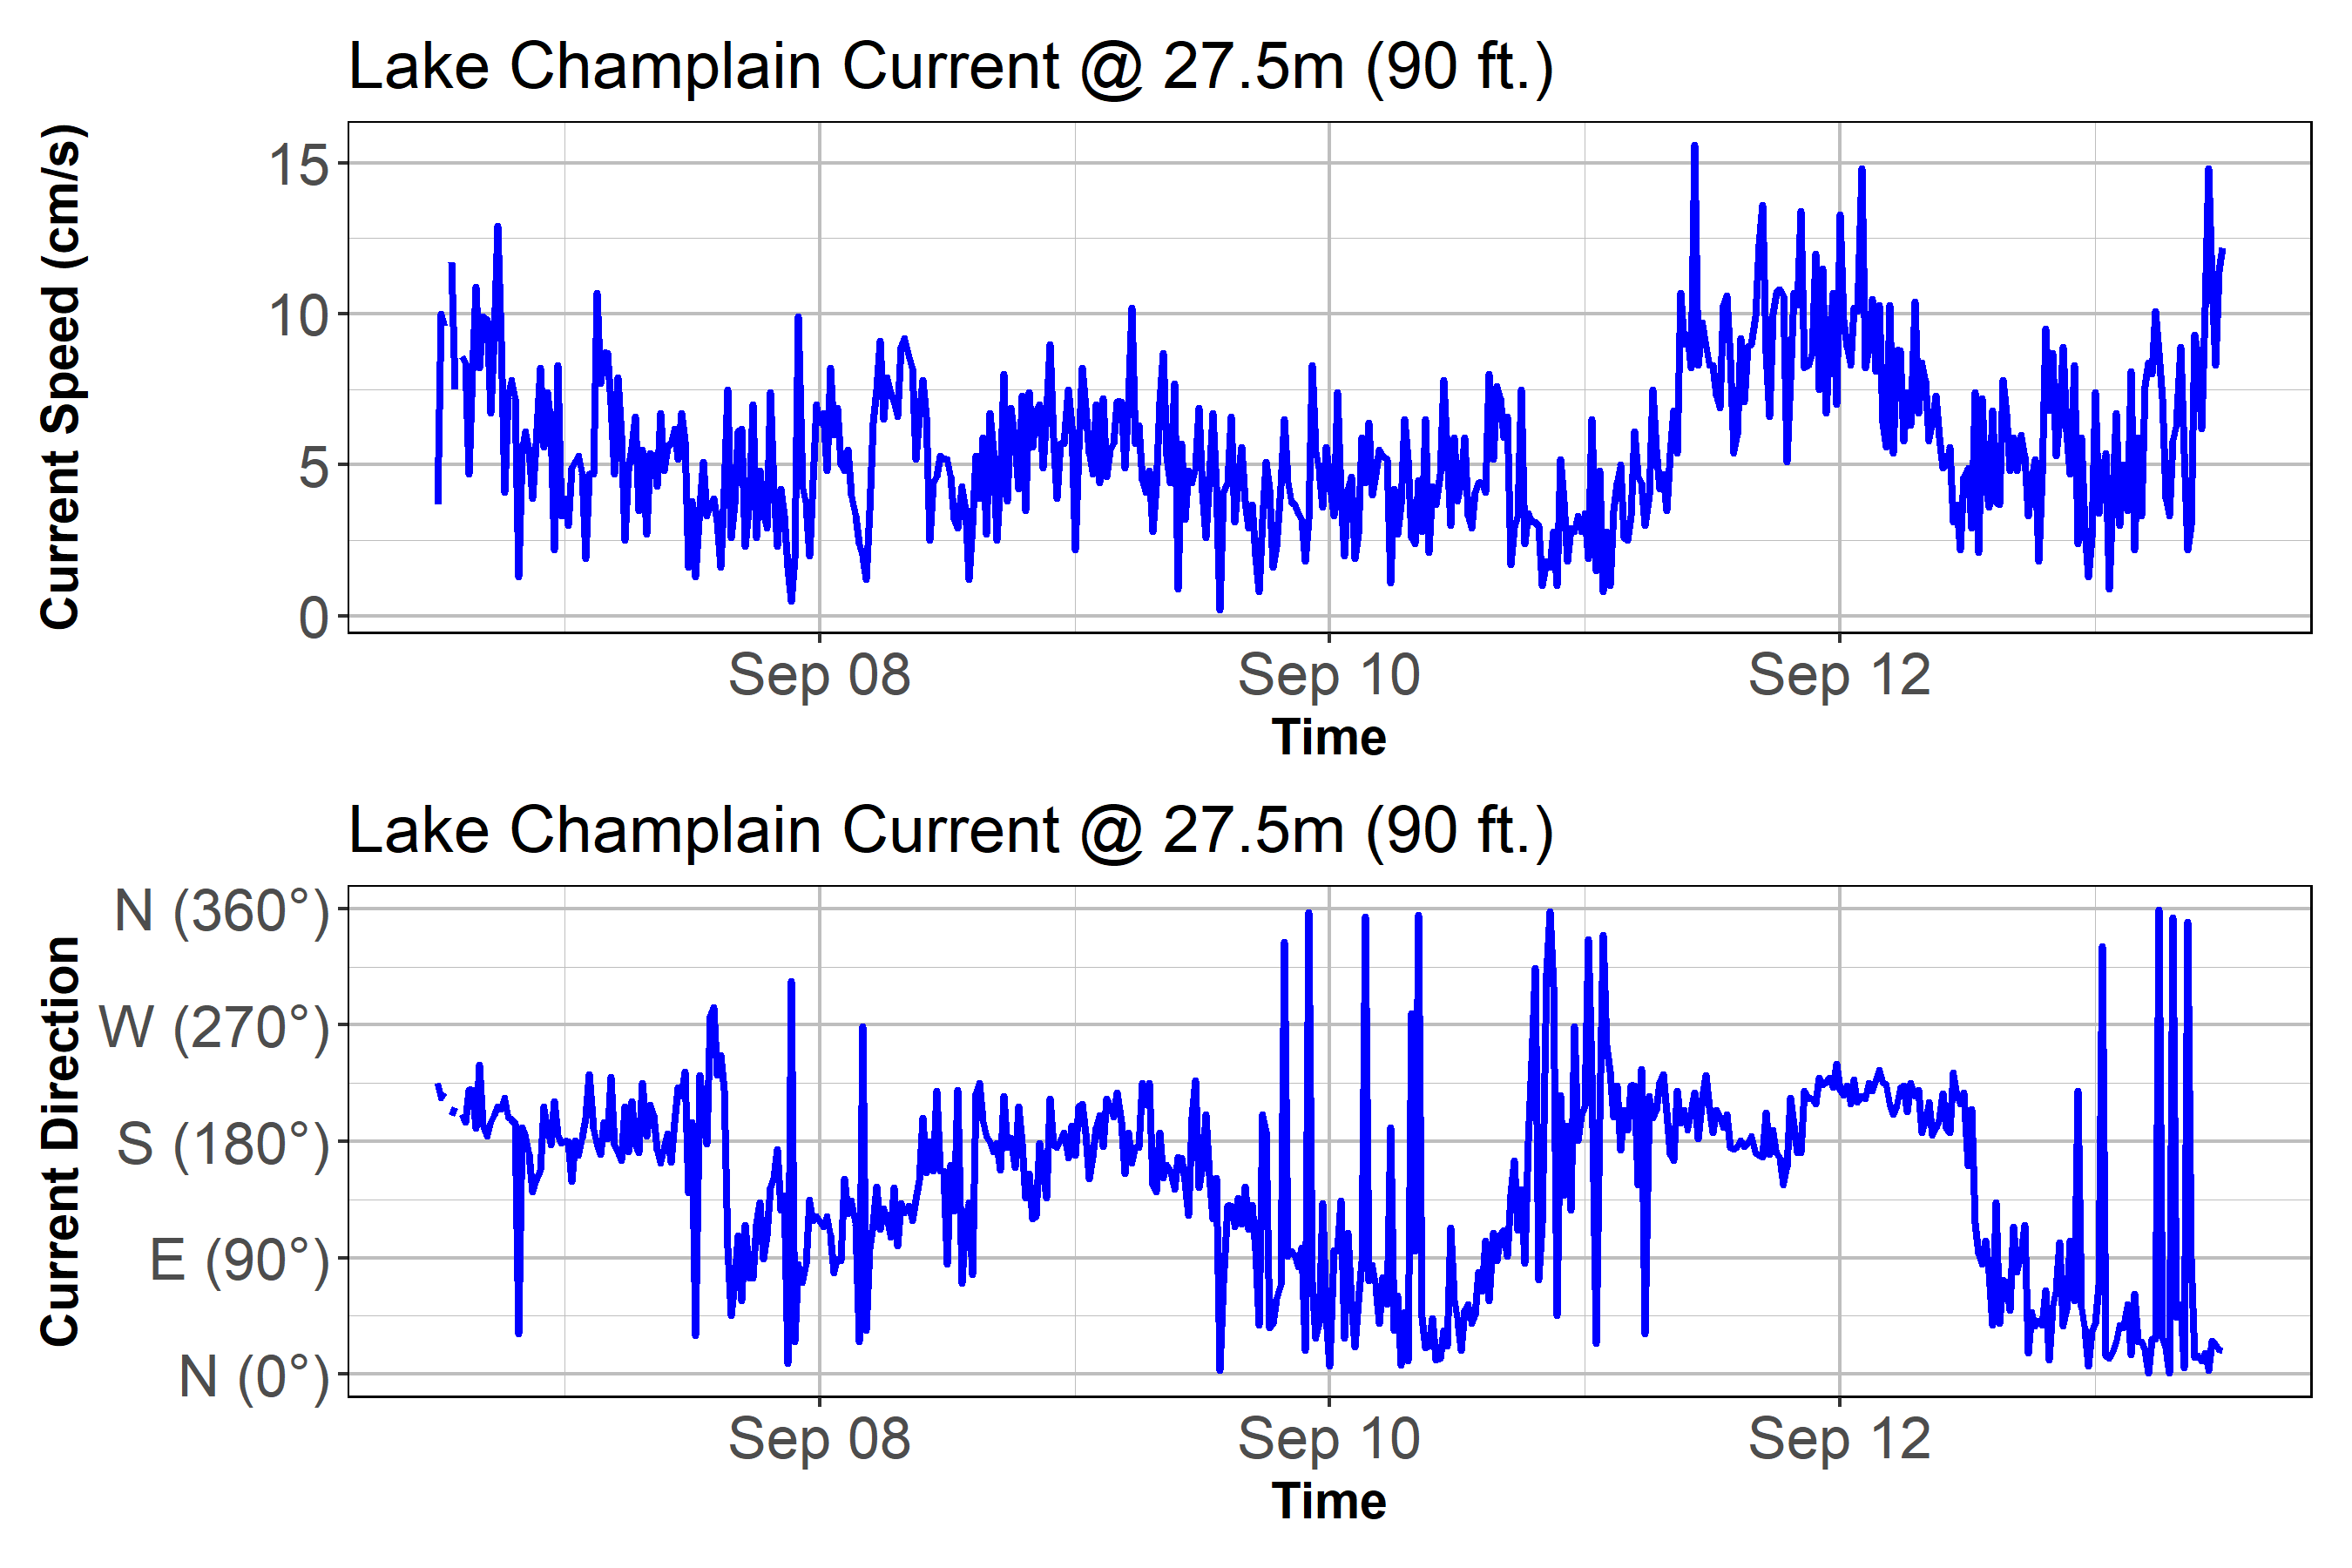 Lake Champlain Current @ 27.5m (90 ft.)
Current Speed (cm/s)
15
10
5
0
Sep 08 Sep 10 Sep 12
Time
Lake Champlain Current @ 27.5m (90 ft.)
Current Direction
N (360°)
W (270°)
S (180°)
E (90°)
N (0°)
Sep 08 Sep 10 Sep 12
Time